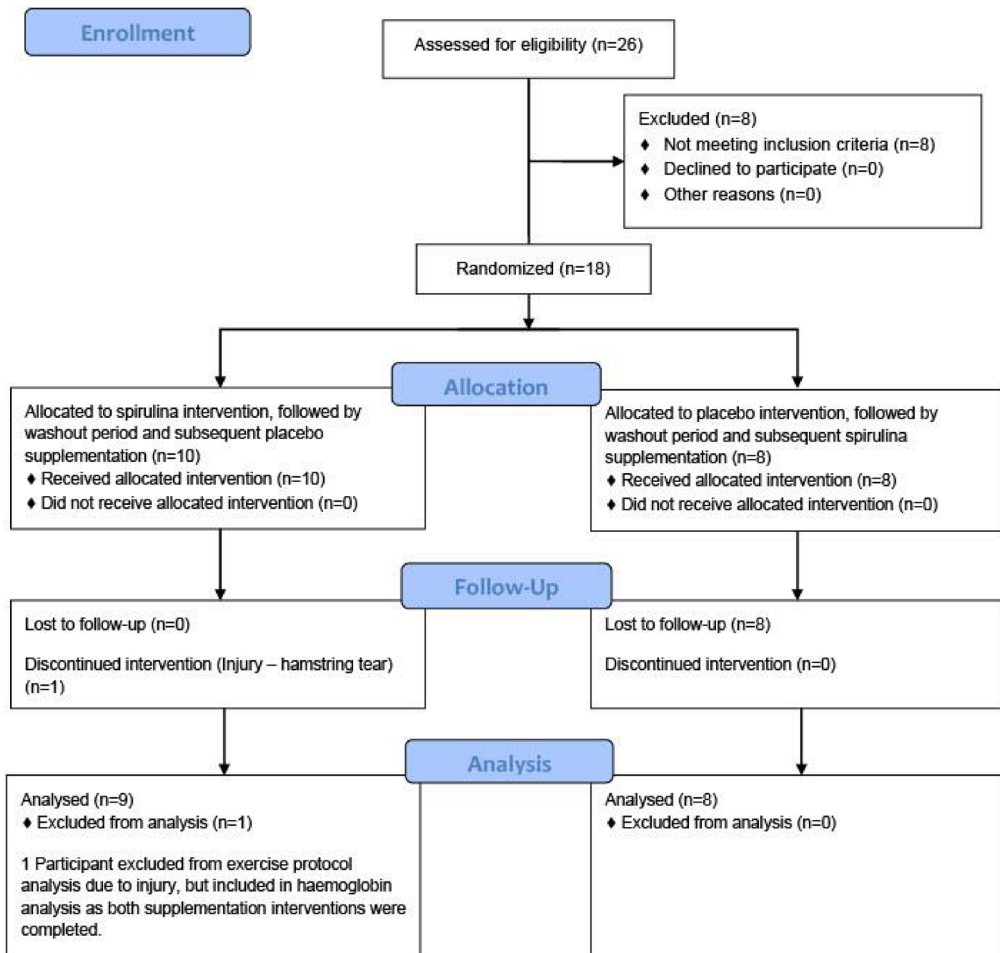 Enrollment
Assessed for eligibility (n=26)
Excluded (n=8)
♦ Not meeting inclusion criteria (n=8)
♦ Declined to participate (n=0)
♦ Other reasons (n=0)
Randomized (n=18)
Allocation
Allocated to spirulina intervention, followed by
washout period and subsequent placebo
supplementation (n=10)
♦ Received allocated intervention (n=10)
♦ Did not receive allocated intervention (n=0)
Allocated to placebo intervention, followed by
washout period and subsequent spirulina
supplementation (n=8)
♦ Received allocated intervention (n=8)
♦ Did not receive allocated intervention (n=0)
Follow-Up
Lost to follow-up (n=0)
Discontinued intervention (Injury – hamstring tear)
(n=1)
Lost to follow-up (n=8)
Discontinued intervention (n=0)
Analysis
Analysed (n=9)
♦ Excluded from analysis (n=1)
1 Participant excluded from exercise protocol
analysis due to injury, but included in haemoglobin
analysis as both supplementation interventions were
completed.
Analysed (n=8)
♦ Excluded from analysis (n=0)